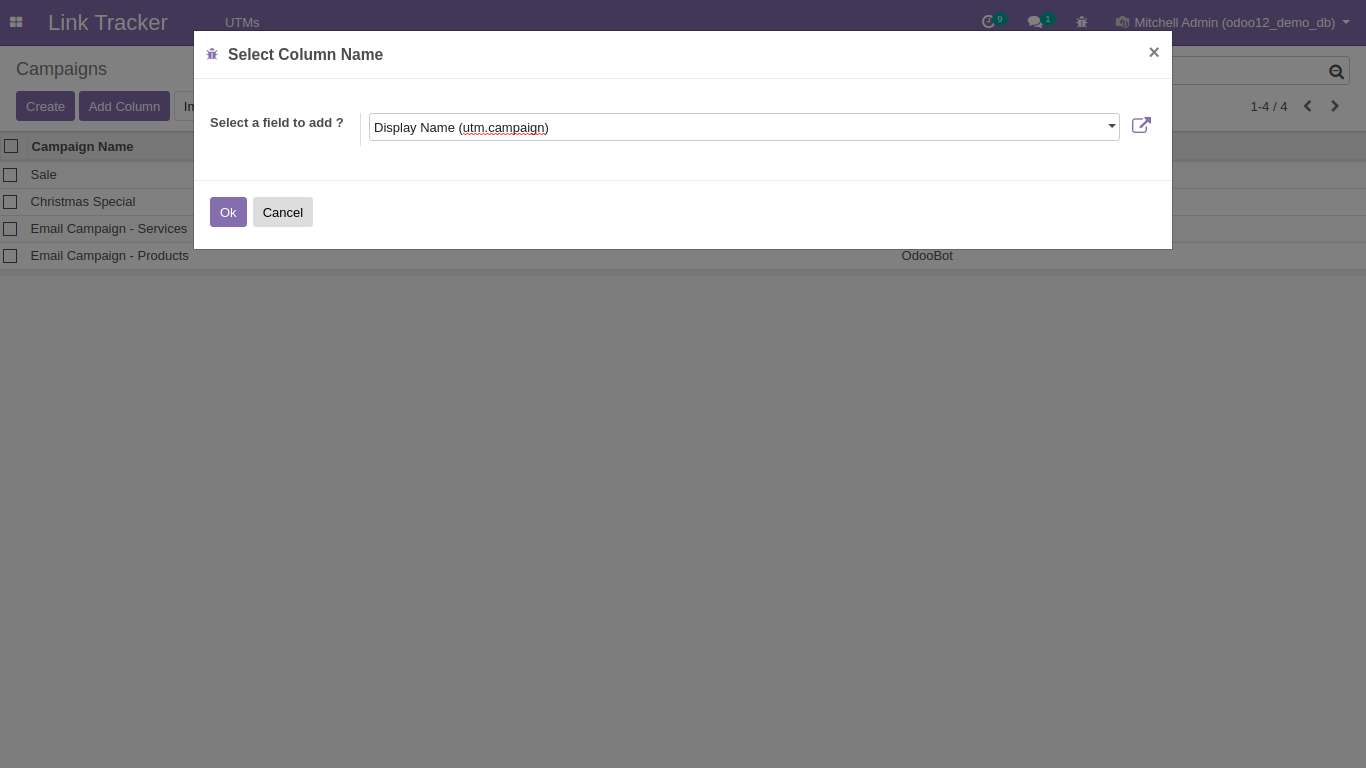 Link Tracker UTMs 9 1 Mitchell Admin (odoo12_demo_db)
Select Column Name ×
Campaigns
Create Add Column 1-4 / 4
Select a field to add ? Display Name (utm.campaign)
Campaign Name
Sale
Christmas Special
Email Campaign - Services
Ok Cancel
Email Campaign - Products OdooBot